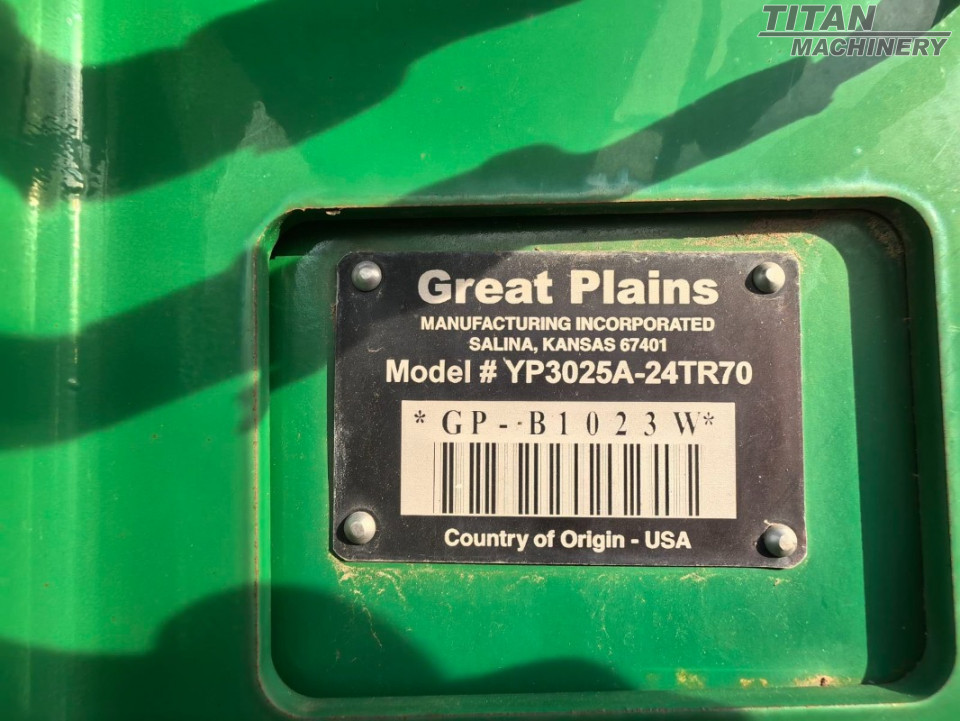 TITAN
MACHINERY
Great Plains
MANUFACTURING INCORPORATED
SALINA, KANSAS 67401
Model # YP3025A-24TR70
*GP--B1023W*
Country of Origin - USA